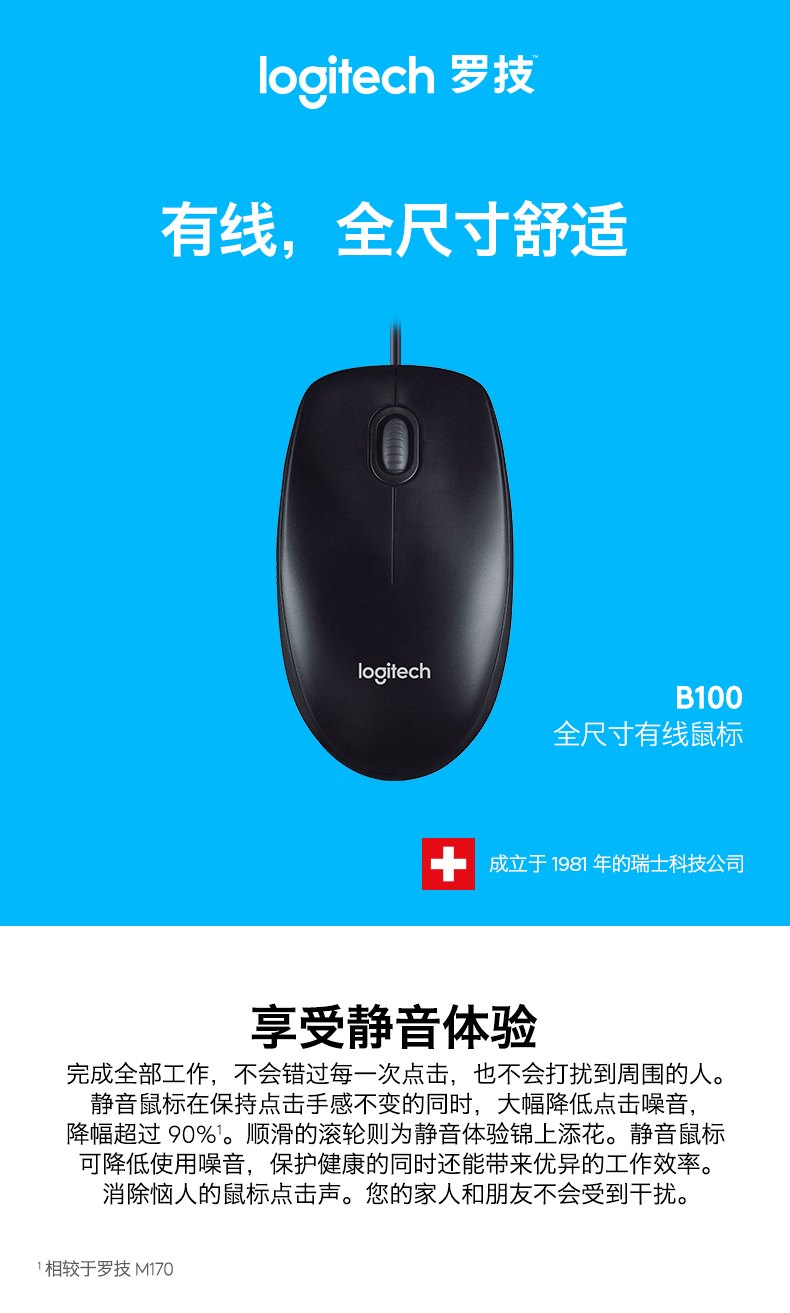 logitech 罗技™
有线，全尺寸舒适
logitech
B100
全尺寸有线鼠标
成立于 1981 年的瑞士科技公司
享受静音体验
完成全部工作，不会错过每一次点击，也不会打扰到周围的人。
静音鼠标在保持点击手感不变的同时，大幅降低点击噪音，
降幅超过 90%¹。顺滑的滚轮则为静音体验锦上添花。静音鼠标
可降低使用噪音，保护健康的同时还能带来优异的工作效率。
消除恼人的鼠标点击声。您的家人和朋友不会受到干扰。
¹ 相较于罗技 M170